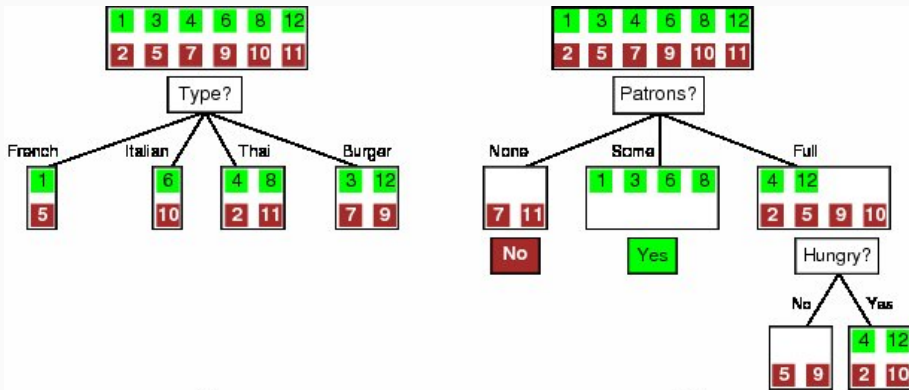 1 3 4 6 8 12
2 5 7 9 10 11
Type?
French Italian Thai Burger
1 6 4 8 3 12
5 10 2 11 7 9
1 3 4 6 8 12
2 5 7 9 10 11
Patrons?
None Some Full
1 3 6 8 4 12
7 11 2 5 9 10
No Yes Hungry?
No Yes
4 12
5 9 2 10